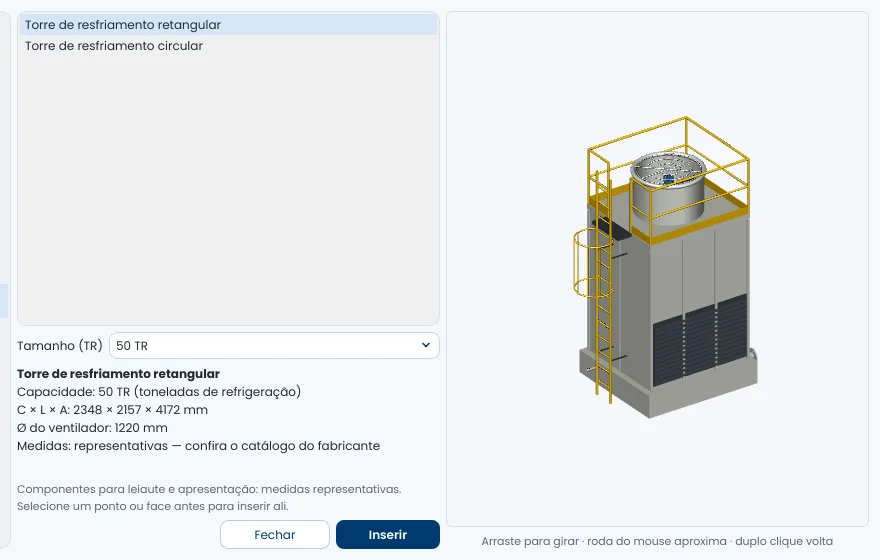 Torre de resfriamento retangular
Torre de resfriamento circular
Tamanho (TR)
50 TR
Torre de resfriamento retangular
Capacidade: 50 TR (toneladas de refrigeração)
C × L × A: 2348 × 2157 × 4172 mm
Ø do ventilador: 1220 mm
Medidas: representativas — confira o catálogo do fabricante
Componentes para leiaute e apresentação: medidas representativas.
Selecione um ponto ou face antes para inserir ali.
Fechar
Inserir
Arraste para girar · roda do mouse aproxima · duplo clique volta